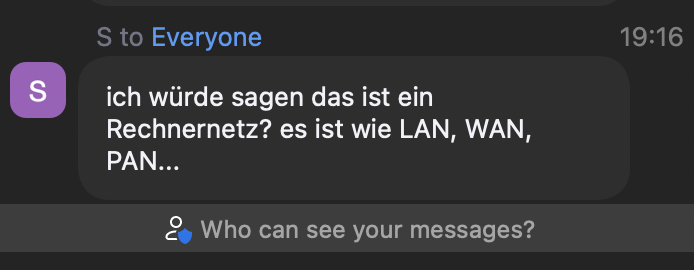 S to Everyone 19:16
S
ich würde sagen das ist ein
Rechnernetz? es ist wie LAN, WAN,
PAN...
Who can see your messages?